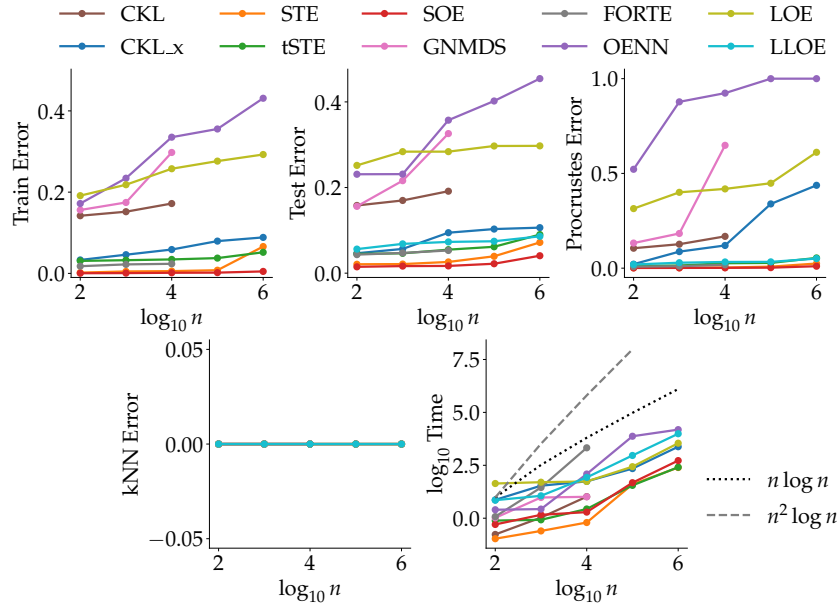 CKL STE SOE FORTE LOE
CKL_x tSTE GNMDS OENN LLOE
Train Error
0.4
0.2
0.0
2 4 6
log₁₀ n
Test Error
0.4
0.2
0.0
2 4 6
log₁₀ n
Procrustes Error
1.0
0.5
0.0
2 4 6
log₁₀ n
kNN Error
0.05
0.00
−0.05
2 4 6
log₁₀ n
log₁₀ Time
7.5
5.0
2.5
0.0
2 4 6
log₁₀ n
n log n
n² log n